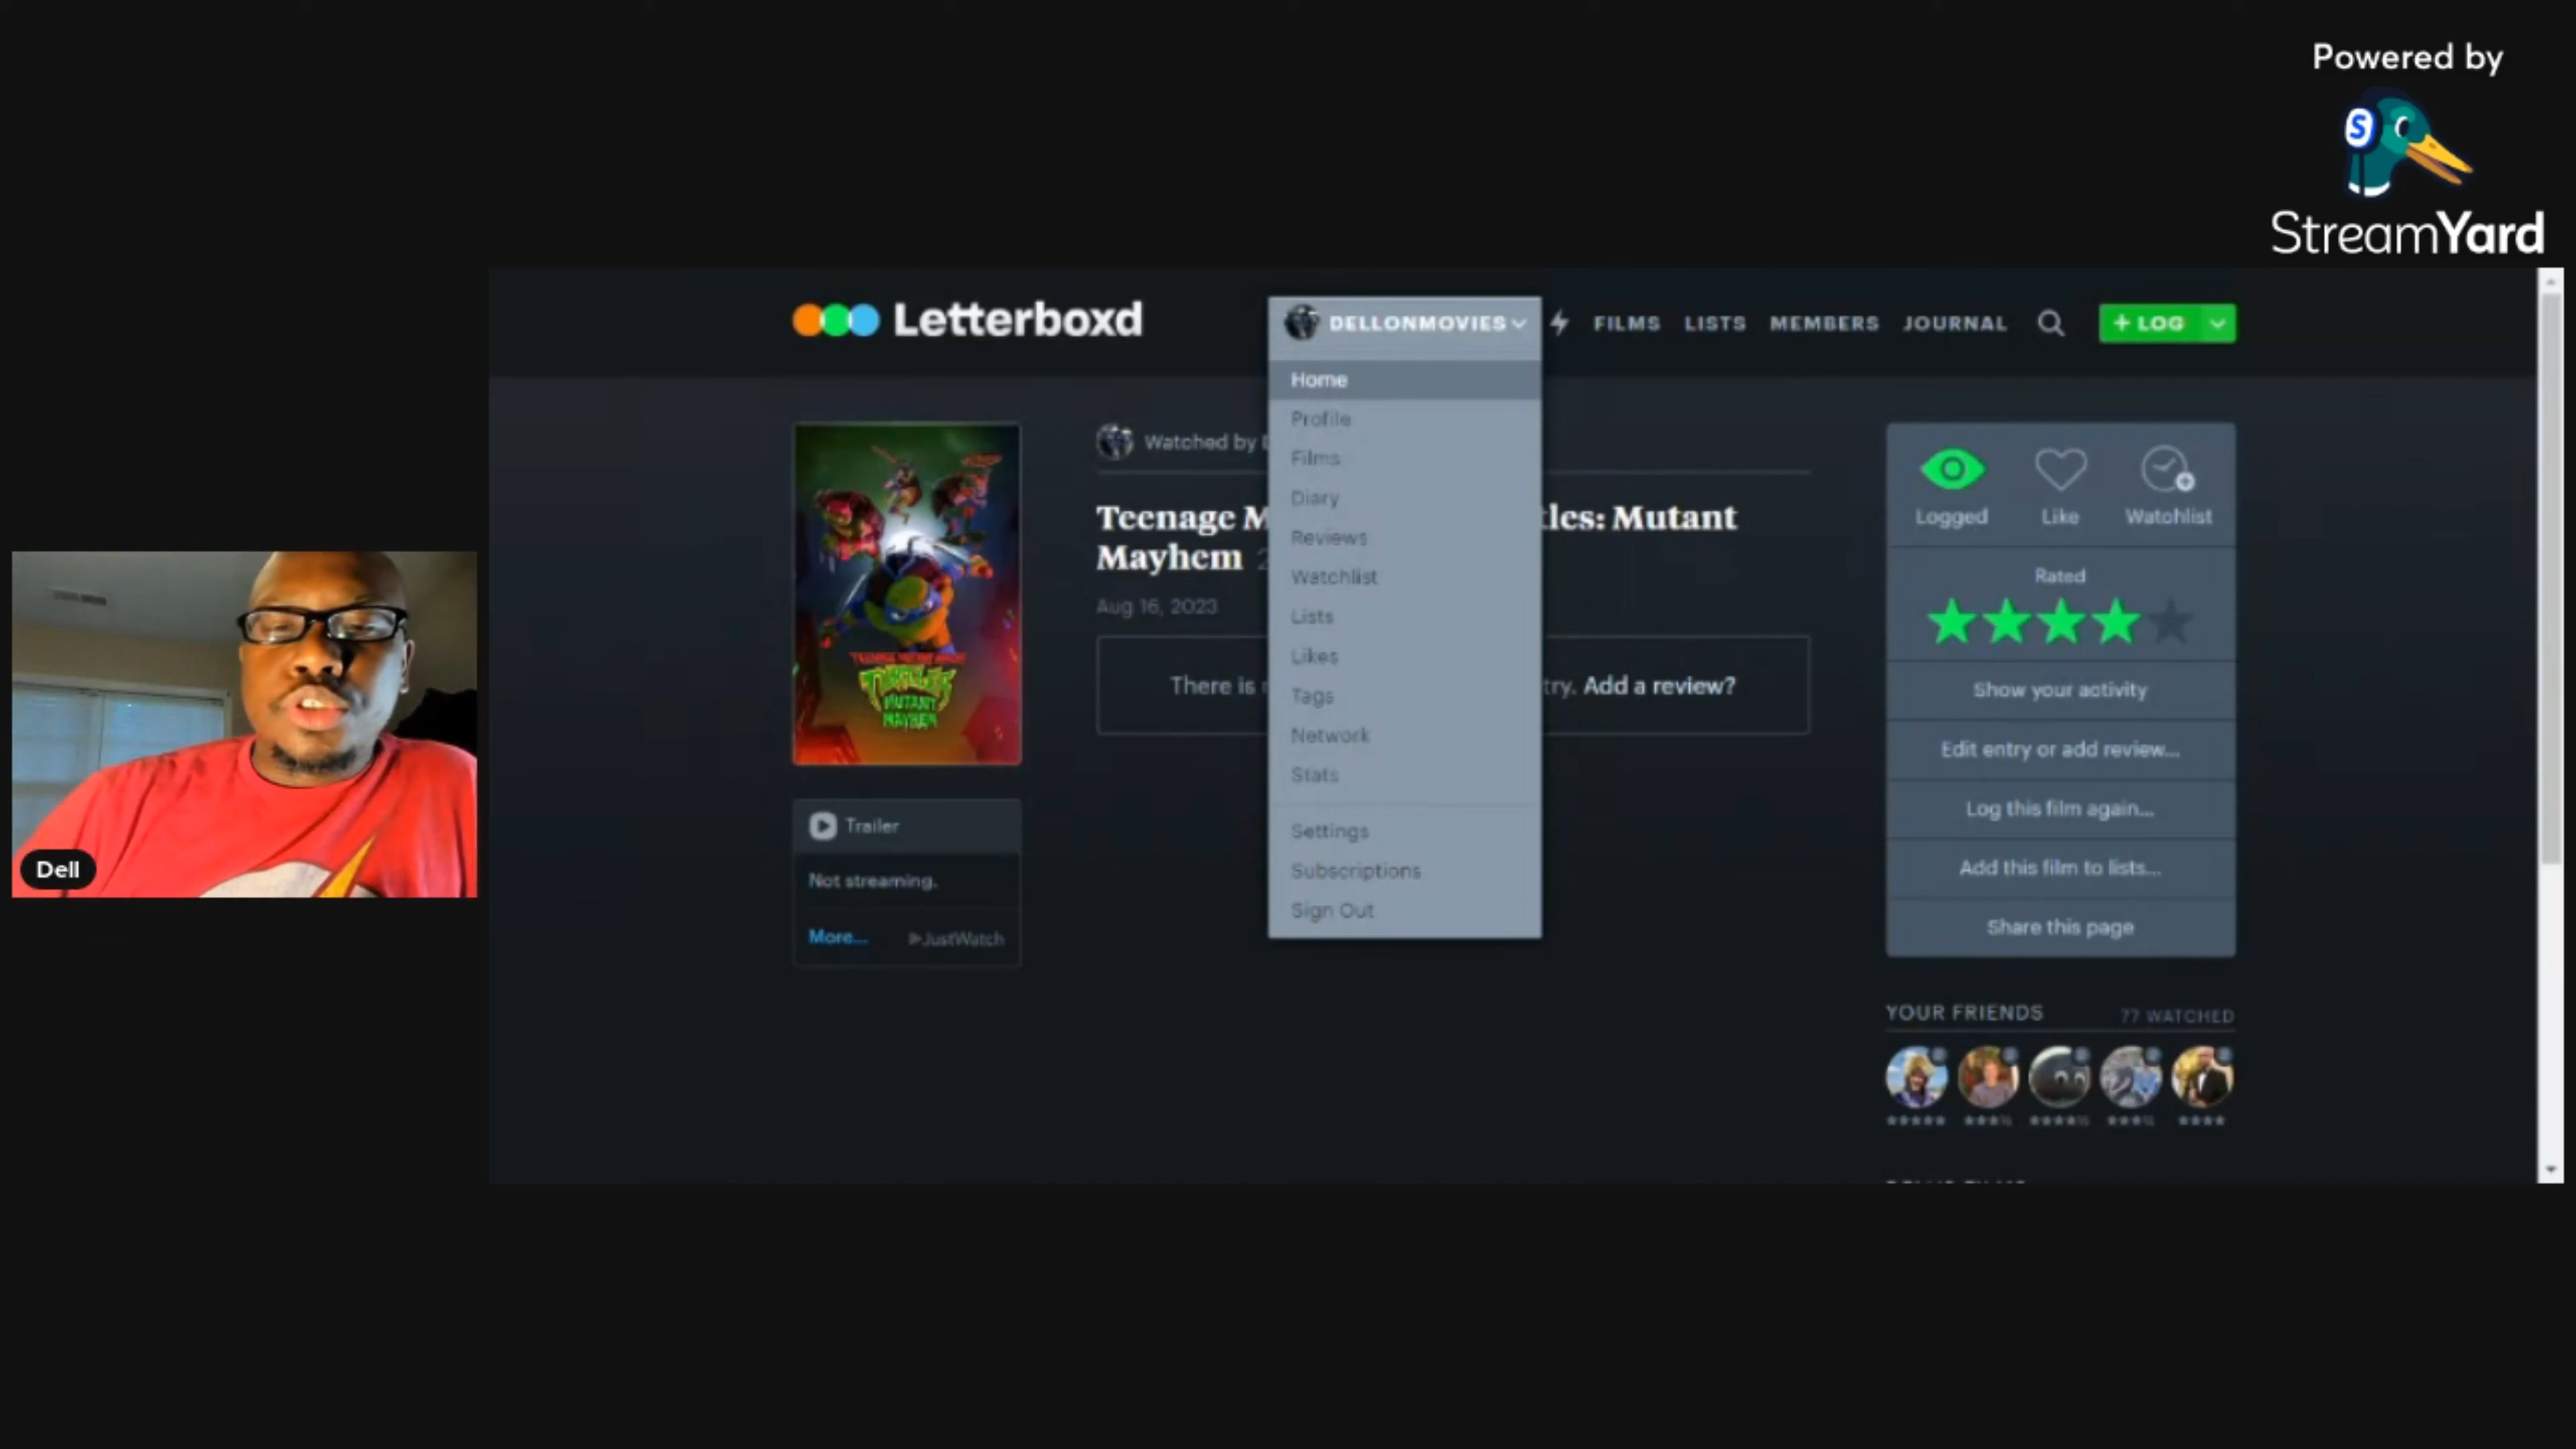 Powered by
StreamYard
Letterboxd
DELLONMOVIES
FILMS
LISTS
MEMBERS
JOURNAL
+ LOG
Home
Profile
Films
Diary
Reviews
Watchlist
Lists
Likes
Tags
Network
Stats
Settings
Subscriptions
Sign Out
Watched by
Teenage M tles: Mutant
Mayhem
Aug 16, 2023
There is try. Add a review?
TURTLES
MUTANT
MAYHEM
Trailer
Not streaming.
More... JustWatch
Logged Like Watchlist
Rated
Show your activity
Edit entry or add review...
Log this film again...
Add this film to lists...
Share this page
YOUR FRIENDS 77 WATCHED
Dell